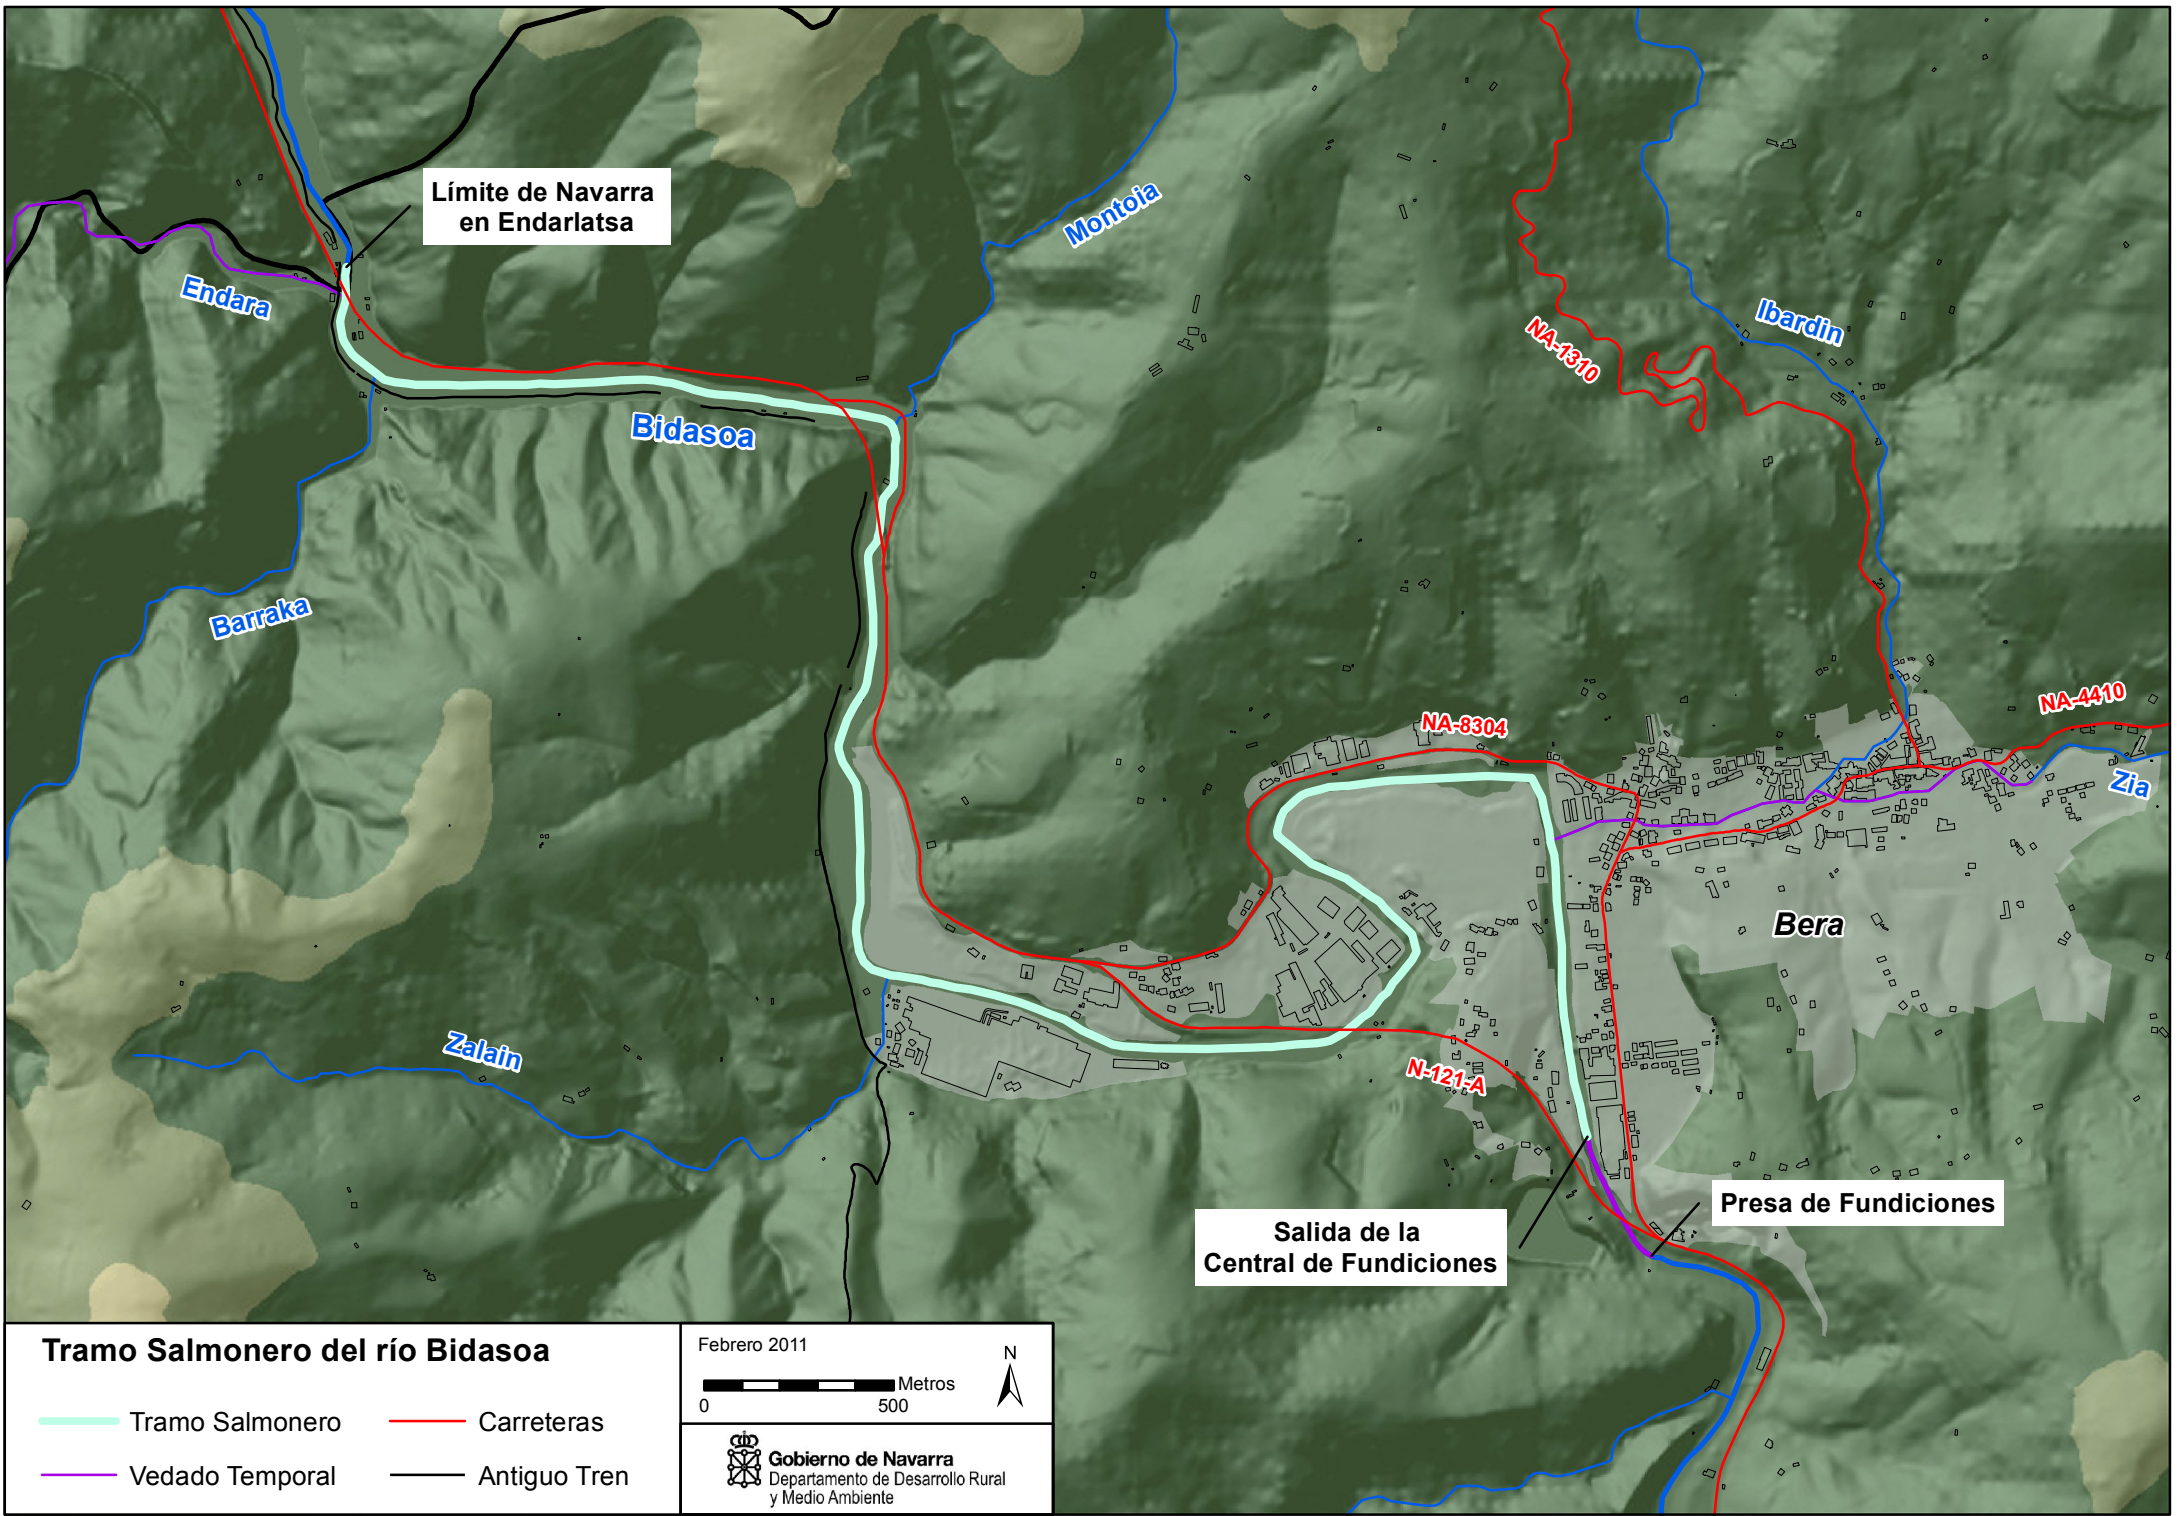 Límite de Navarra
en Endarlatsa
Montoia
Endara
Ibardin
NA-1310
Bidasoa
Barraka
NA-4410
NA-8304
Zia
Bera
Zalain
N-121-A
Presa de Fundiciones
Salida de la
Central de Fundiciones
Tramo Salmonero del río Bidasoa
Tramo Salmonero
Carreteras
Vedado Temporal
Antiguo Tren
Febrero 2011
N
Metros
0 500
Gobierno de Navarra
Departamento de Desarrollo Rural
y Medio Ambiente